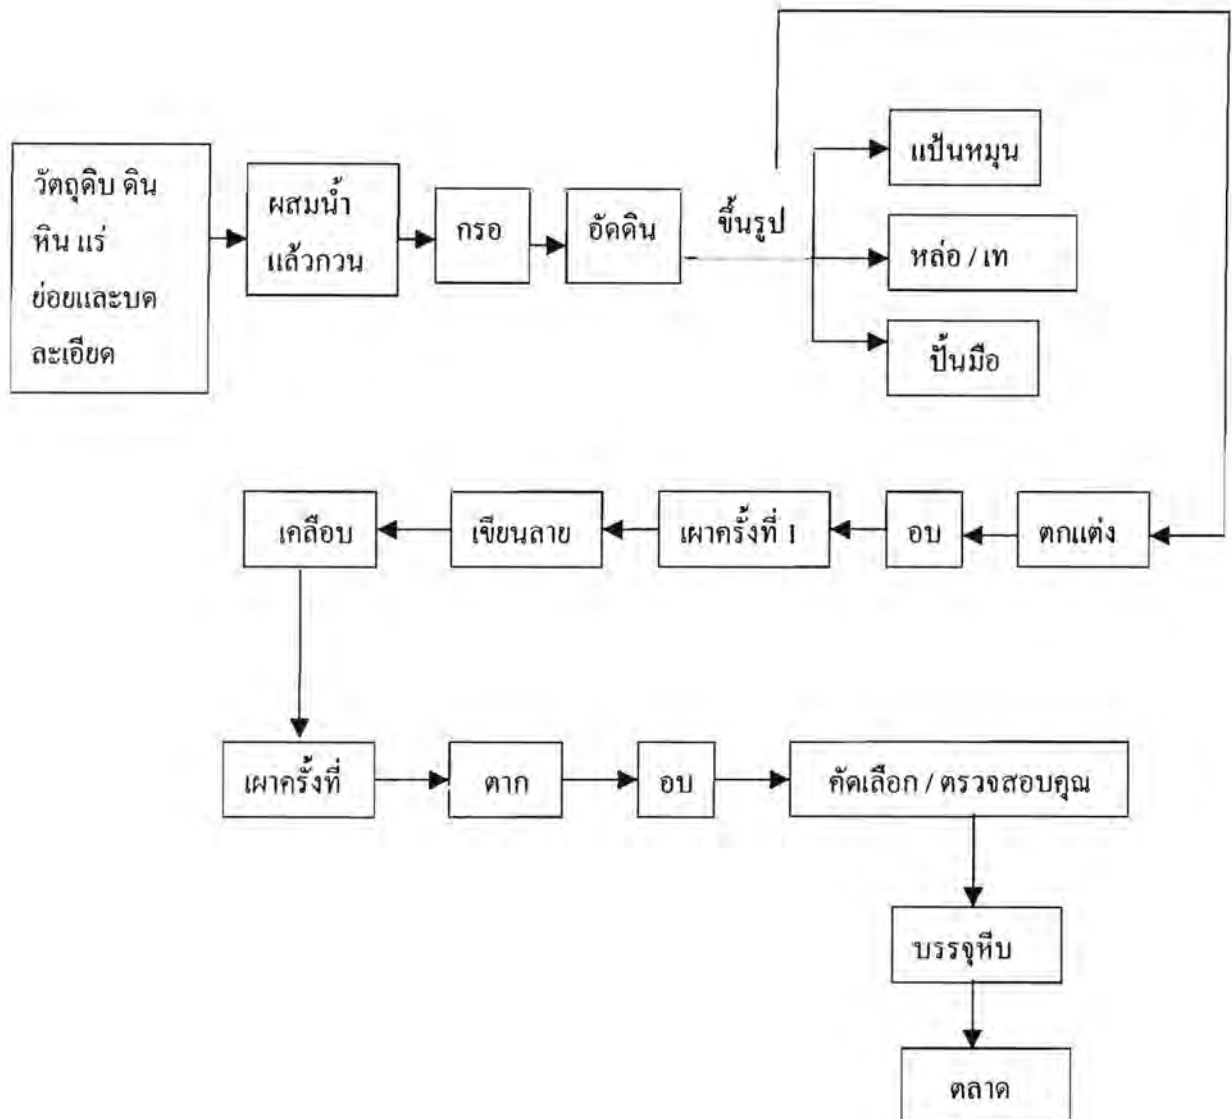 วัตถุดิบ ดิน
หิน แร่
ย่อยและบด
ละเอียด
ผสมน้ำ
แล้วกวน
กรอ
อัดดิน
ขึ้นรูป
แป้นหมุน
หล่อ / เท
ปั้นมือ
ตกแต่ง
อบ
เผาครั้งที่ 1
เขียนลาย
เคลือบ
เผาครั้งที่
ตาก
อบ
คัดเลือก / ตรวจสอบคุณ
บรรจุหีบ
ตลาด